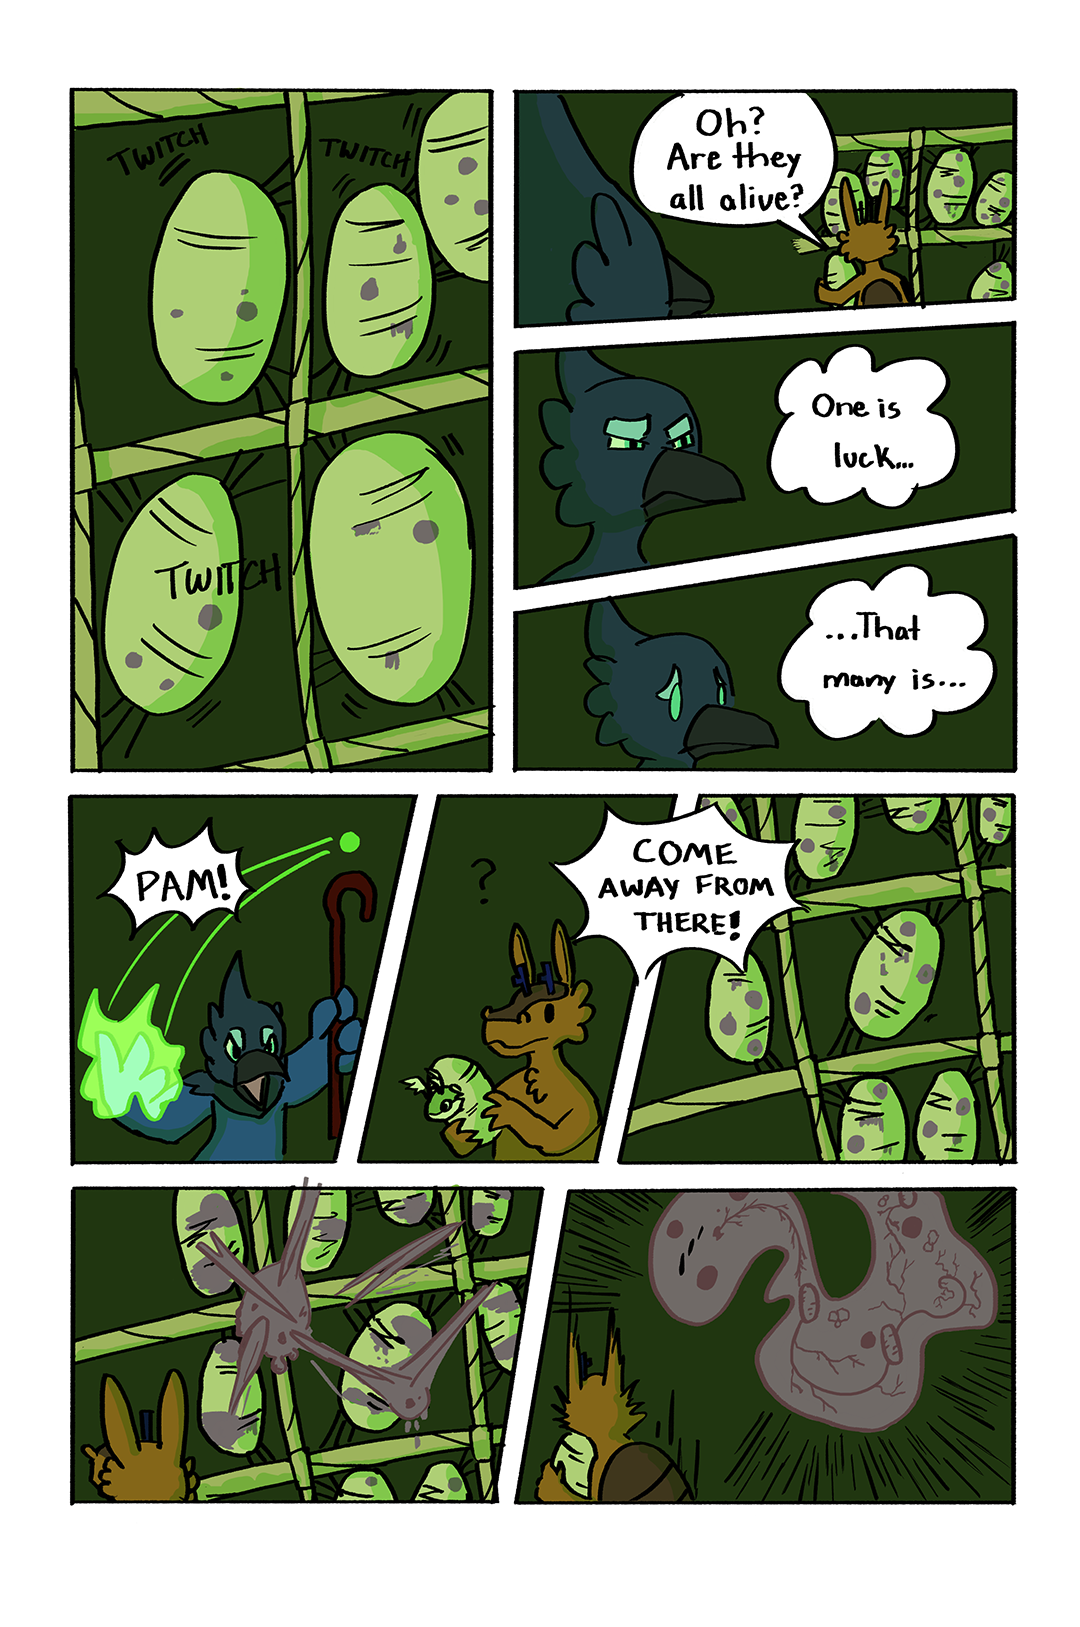 TWITCH
TWITCH
TWITCH
Oh?
Are they
all alive?
One is
luck...
...That
many is...
PAM!
?
COME
AWAY FROM
THERE!